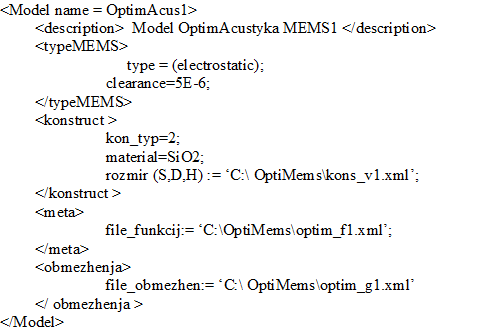 <Model name = OptimAcus1>
<description>  Model OptimAcustyka MEMS1 </description>
<typeMEMS>
type = (electrostatic);
clearance=5E-6;
</typeMEMS>
<konstruct >
kon_typ=2;
material=SiO2;
rozmir (S,D,H) := ‘C:\ OptiMems\kons_v1.xml’;
</konstruct >
<meta>
file_funkcij:= ‘C:\OptiMems\optim_f1.xml’;
</meta>
<obmezhenja>
file_obmezhen:= ‘C:\ OptiMems\optim_g1.xml’
</ obmezhenja >
</Model>